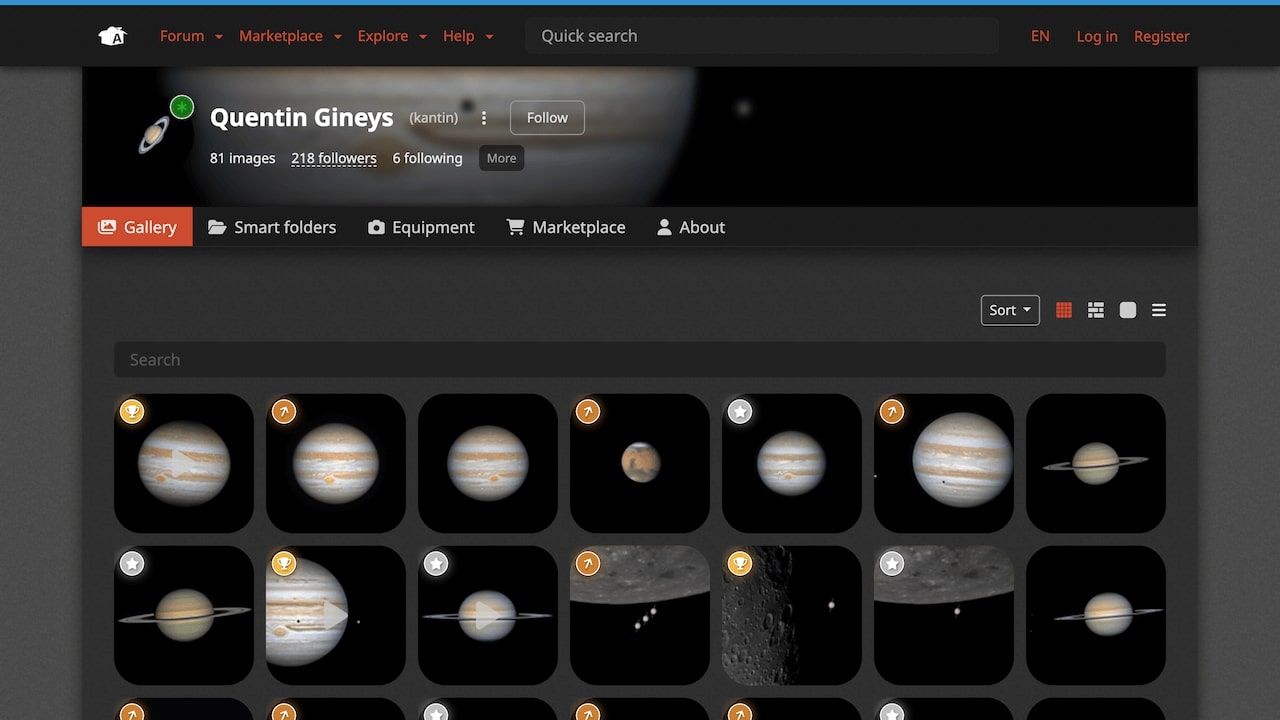 Forum Marketplace Explore Help Quick search EN Log in Register
Quentin Gineys (kantin) Follow
81 images 218 followers 6 following More
Gallery Smart folders Equipment Marketplace About
Sort
Search